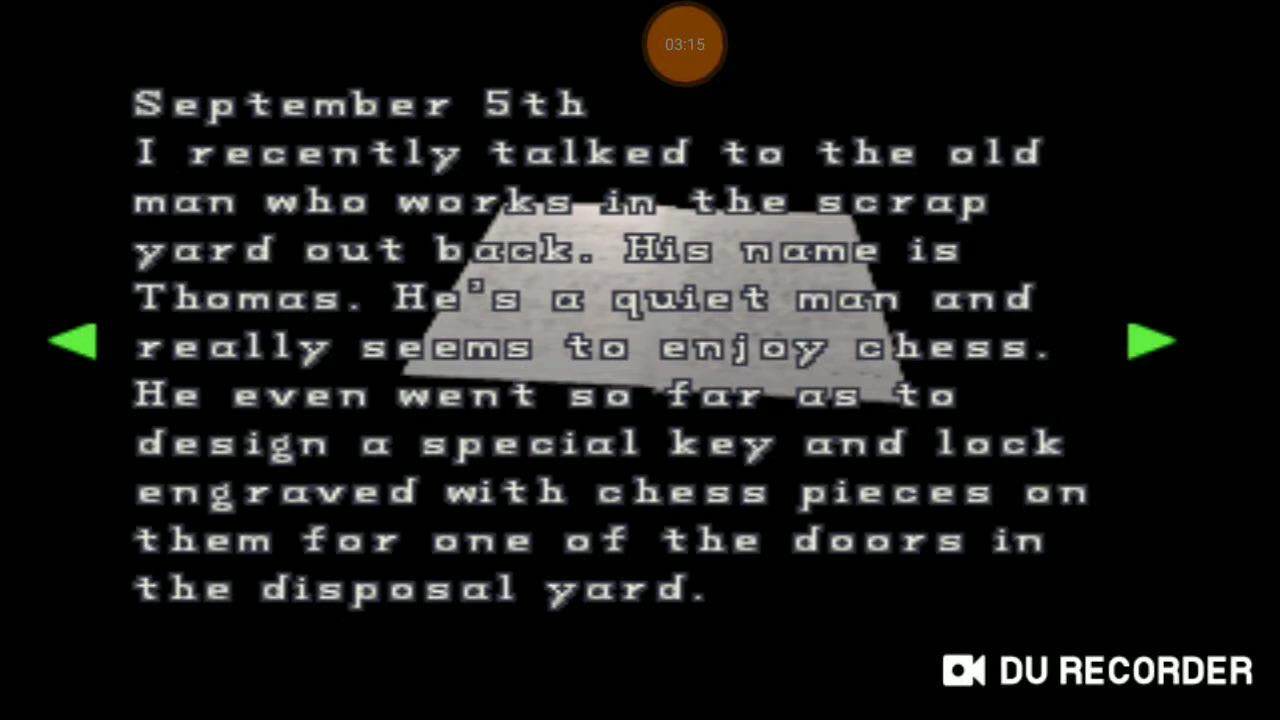 03:15
September 5th
I recently talked to the old
man who works in the scrap
yard out back. His name is
Thomas. He's a quiet man and
really seems to enjoy chess.
He even went so far as to
design a special key and lock
engraved with chess pieces on
them for one of the doors in
the disposal yard.
DU RECORDER